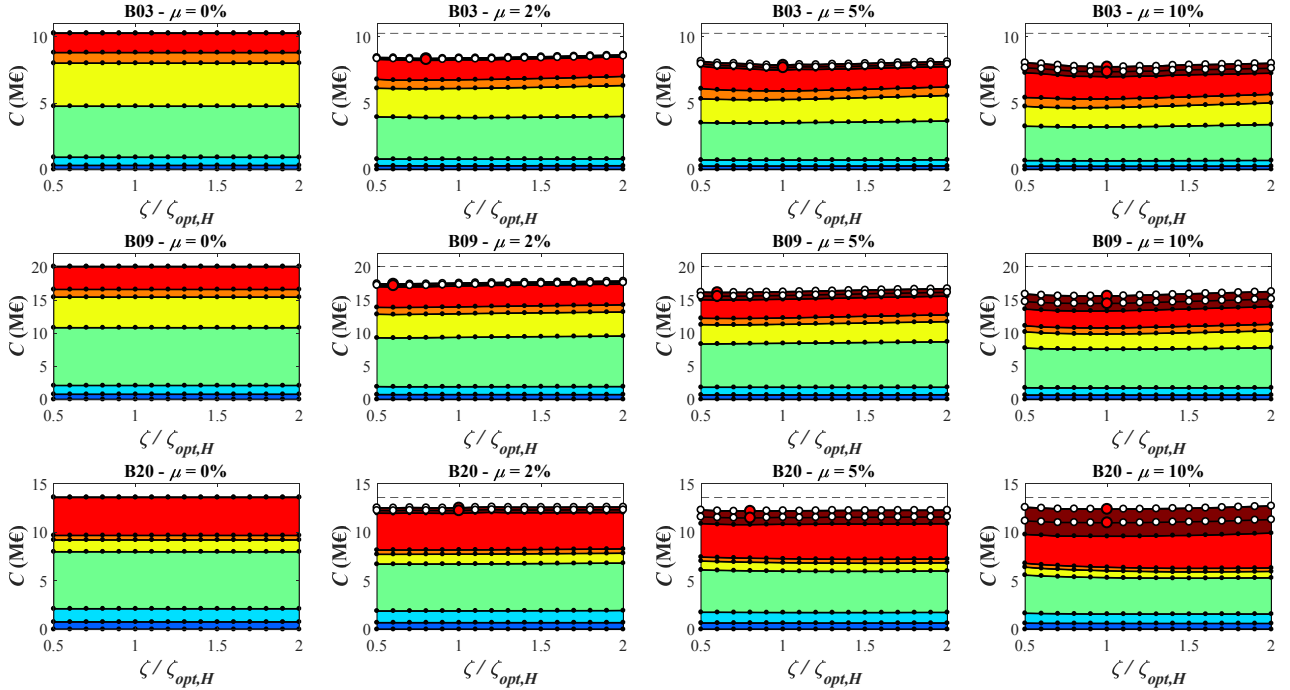 B03 - μ = 0% B03 - μ = 2% B03 - μ = 5% B03 - μ = 10%
10 10 10 10
C (M€) C (M€) C (M€) C (M€)
5 5 5 5
0 0 0 0
0.5 1 1.5 2 0.5 1 1.5 2 0.5 1 1.5 2 0.5 1 1.5 2
ζ / ζopt,H ζ / ζopt,H ζ / ζopt,H ζ / ζopt,H
B09 - μ = 0% B09 - μ = 2% B09 - μ = 5% B09 - μ = 10%
20 20 20 20
15 15 15 15
C (M€) C (M€) C (M€) C (M€)
10 10 10 10
5 5 5 5
0 0 0 0
0.5 1 1.5 2 0.5 1 1.5 2 0.5 1 1.5 2 0.5 1 1.5 2
ζ / ζopt,H ζ / ζopt,H ζ / ζopt,H ζ / ζopt,H
B20 - μ = 0% B20 - μ = 2% B20 - μ = 5% B20 - μ = 10%
15 15 15 15
10 10 10 10
C (M€) C (M€) C (M€) C (M€)
5 5 5 5
0 0 0 0
0.5 1 1.5 2 0.5 1 1.5 2 0.5 1 1.5 2 0.5 1 1.5 2
ζ / ζopt,H ζ / ζopt,H ζ / ζopt,H ζ / ζopt,H